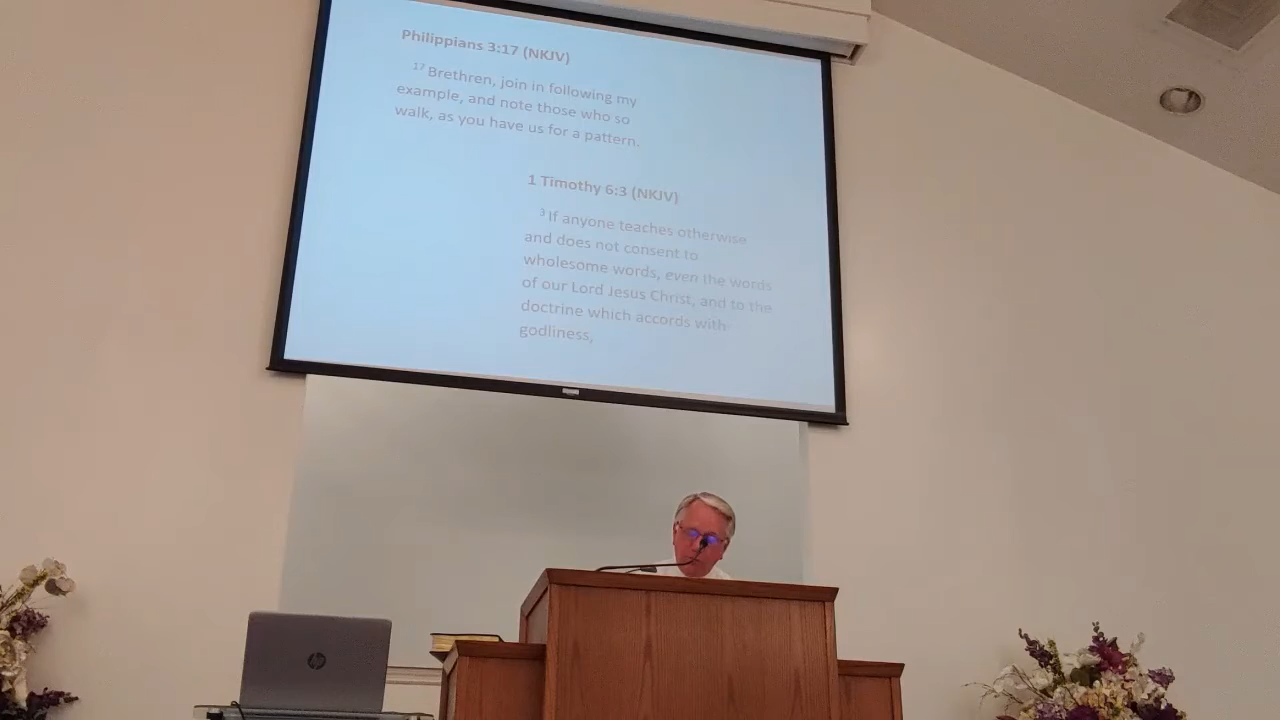 Philippians 3:17 (NKJV)
17 Brethren, join in following my
example, and note those who so
walk, as you have us for a pattern.
1 Timothy 6:3 (NKJV)
3 If anyone teaches otherwise
and does not consent to
wholesome words, even the words
of our Lord Jesus Christ, and to the
doctrine which accords with
godliness,
hp